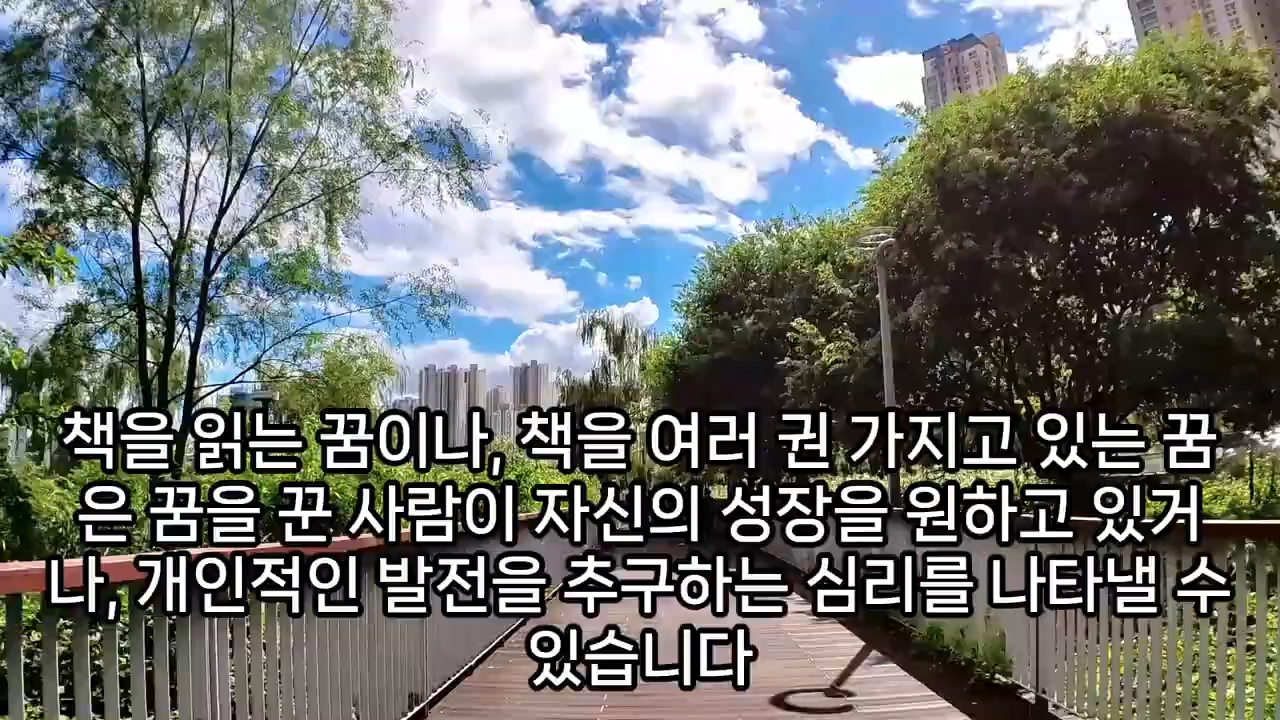 책을 읽는 꿈이나, 책을 여러 권 가지고 있는 꿈
은 꿈을 꾼 사람이 자신의 성장을 원하고 있거
나, 개인적인 발전을 추구하는 심리를 나타낼 수
있습니다